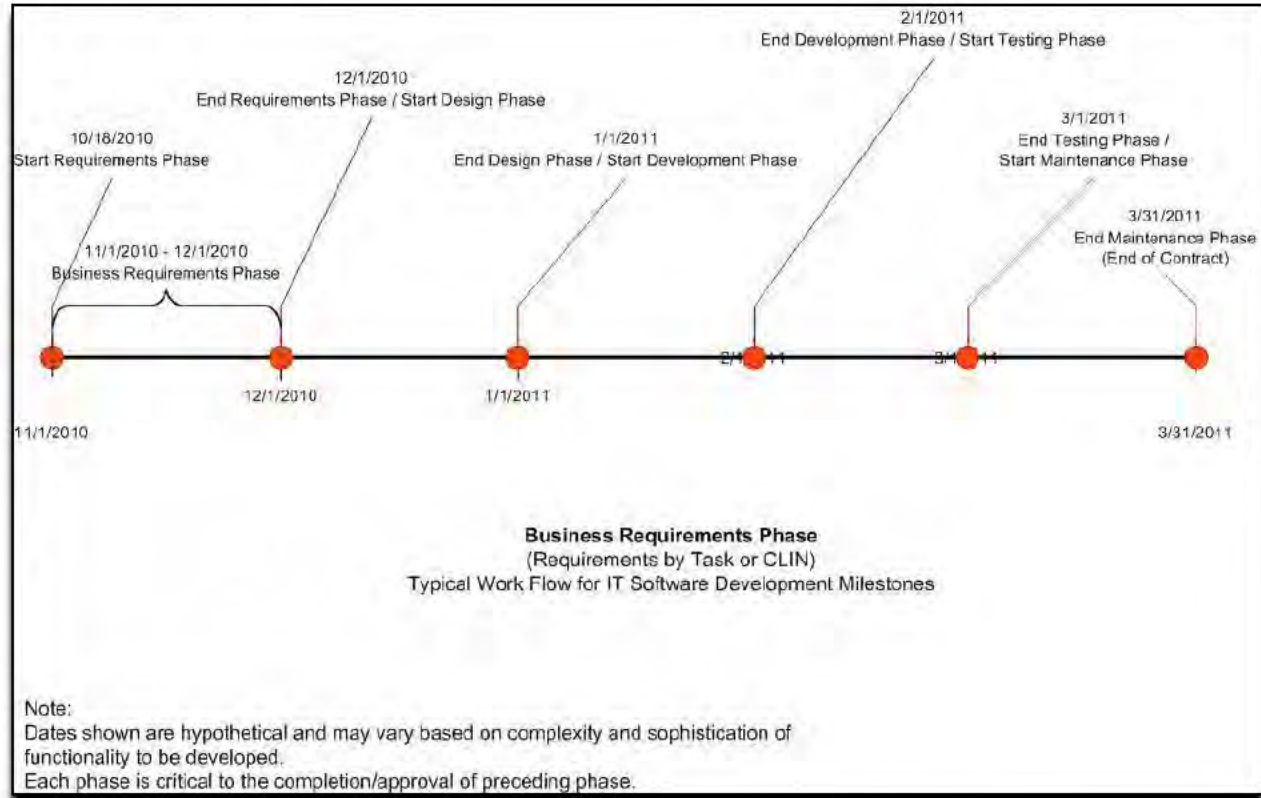 2/1/2011
End Development Phase / Start Testing Phase
12/1/2010
End Requirements Phase / Start Design Phase
10/18/2010
Start Requirements Phase
1/1/2011
End Design Phase / Start Development Phase
3/1/2011
End Testing Phase /
Start Maintenance Phase
3/31/2011
End Maintenance Phase
(End of Contract)
11/1/2010 - 12/1/2010
Business Requirements Phase
12/1/2010
1/1/2011
11/1/2010
3/31/2011
Business Requirements Phase
(Requirements by Task or CLIN)
Typical Work Flow for IT Software Development Milestones
Note:
Dates shown are hypothetical and may vary based on complexity and sophistication of
functionality to be developed.
Each phase is critical to the completion/approval of preceding phase.